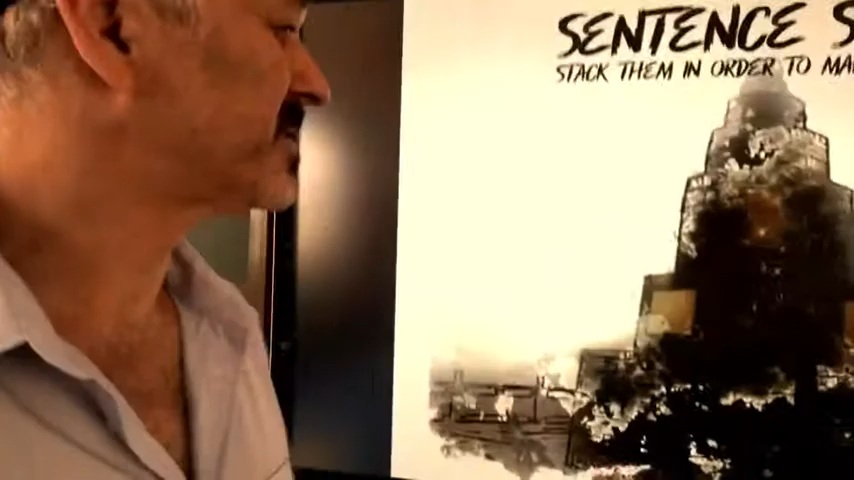 SENTENCE
STACK THEM IN ORDER TO